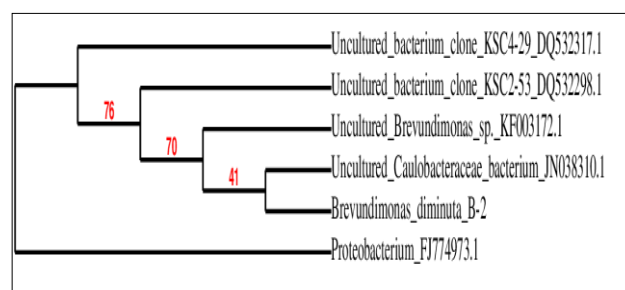 Uncultured_bacterium_clone_KSC4-29_DQ532317.1
Uncultured_bacterium_clone_KSC2-53_DQ532298.1
76
Uncultured_Brevundimonas_sp._KF003172.1
70
Uncultured_Caulobacteraceae_bacterium_JN038310.1
41
Brevundimonas_diminuta_B-2
Proteobacterium_FJ774973.1